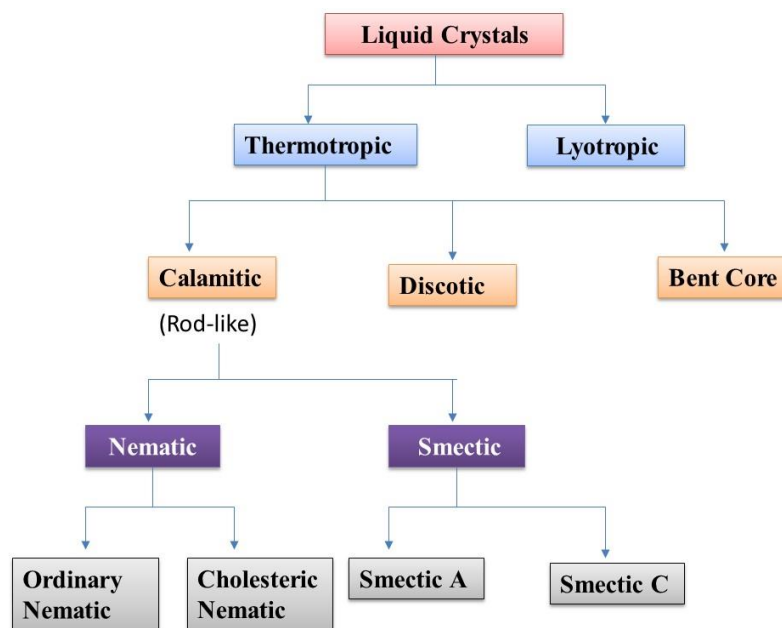 Liquid Crystals
Thermotropic
Lyotropic
Calamitic
Discotic
Bent Core
(Rod-like)
Nematic
Smectic
Ordinary
Nematic
Cholesteric
Nematic
Smectic A
Smectic C